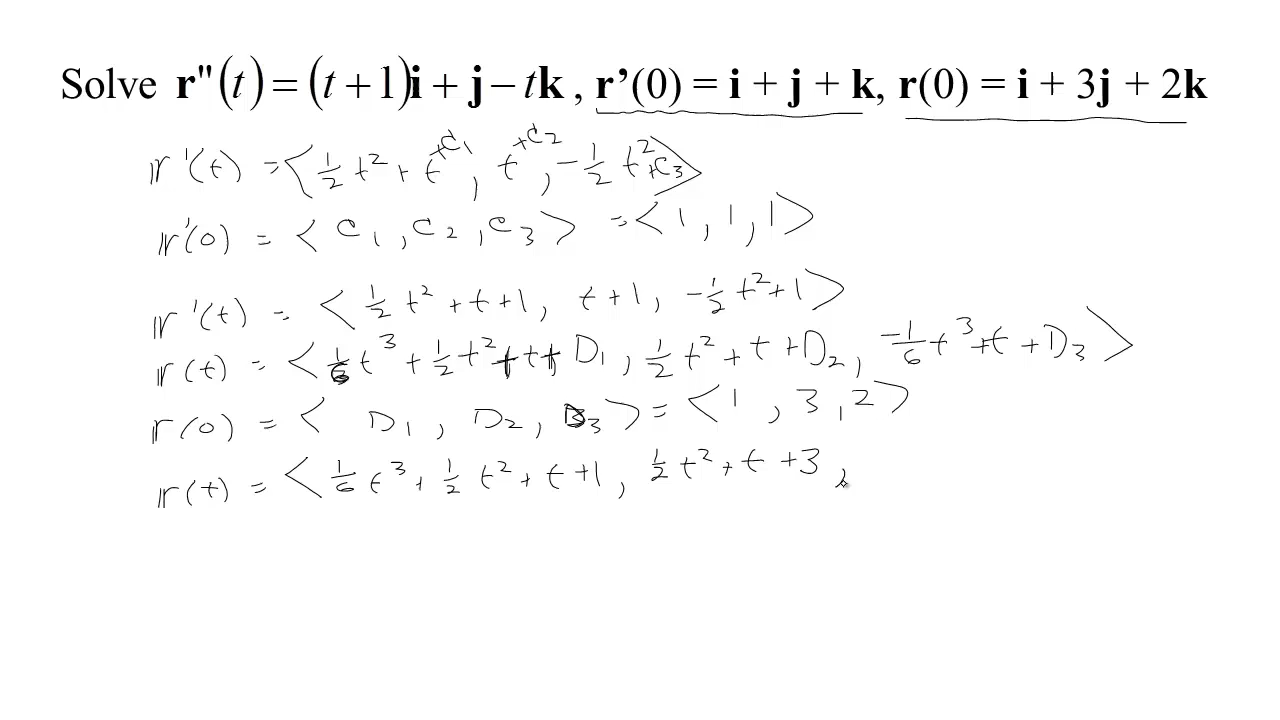 Solve r"(t) = (t + 1)i + j − tk , r’(0) = i + j + k, r(0) = i + 3j + 2k
r'(t) = <½ t² + t + C₁, t + C₂, −½ t² + C₃>
r'(0) = <C₁, C₂, C₃> = <1, 1, 1>
r'(t) = <½ t² + t + 1, t + 1, −½ t² + 1>
r(t) = <⅙ t³ + ½ t² + t + D₁, ½ t² + t + D₂, −⅙ t³ + t + D₃>
r(0) = <D₁, D₂, D₃> = <1, 3, 2>
r(t) = <⅙ t³ + ½ t² + t + 1, ½ t² + t + 3,